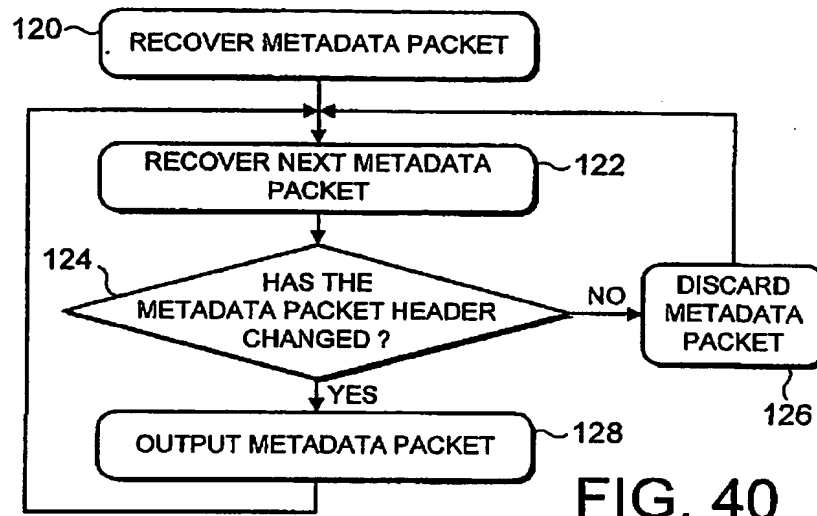 120
RECOVER METADATA PACKET
RECOVER NEXT METADATA
PACKET
122
124
HAS THE
METADATA PACKET HEADER
CHANGED ?
NO
DISCARD
METADATA
PACKET
126
YES
OUTPUT METADATA PACKET
128
FIG. 40